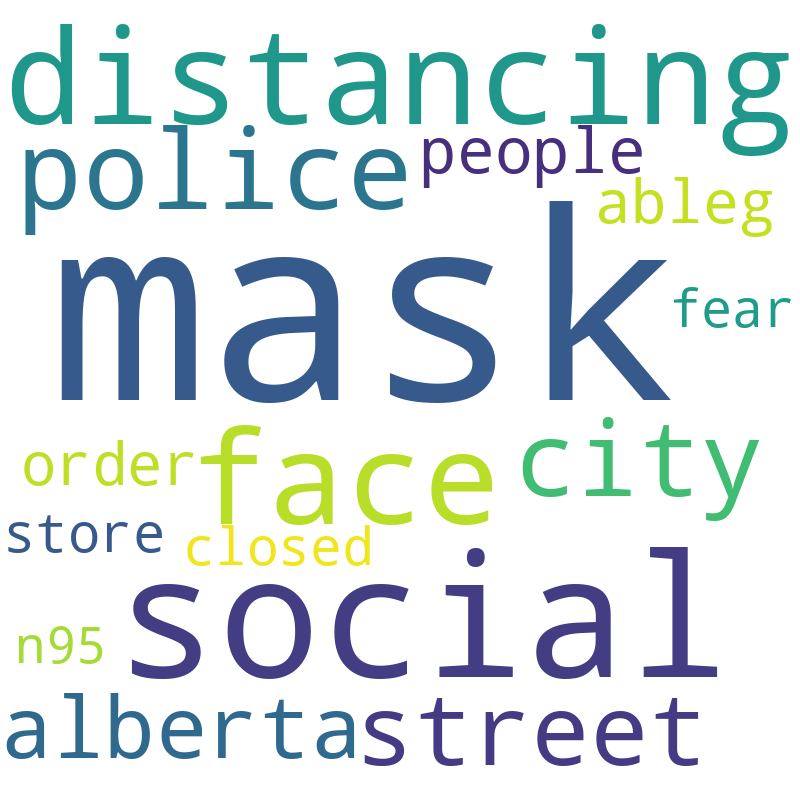 distancing
police people
ableg
mask
fear
order face city
store closed
social
n95
alberta street